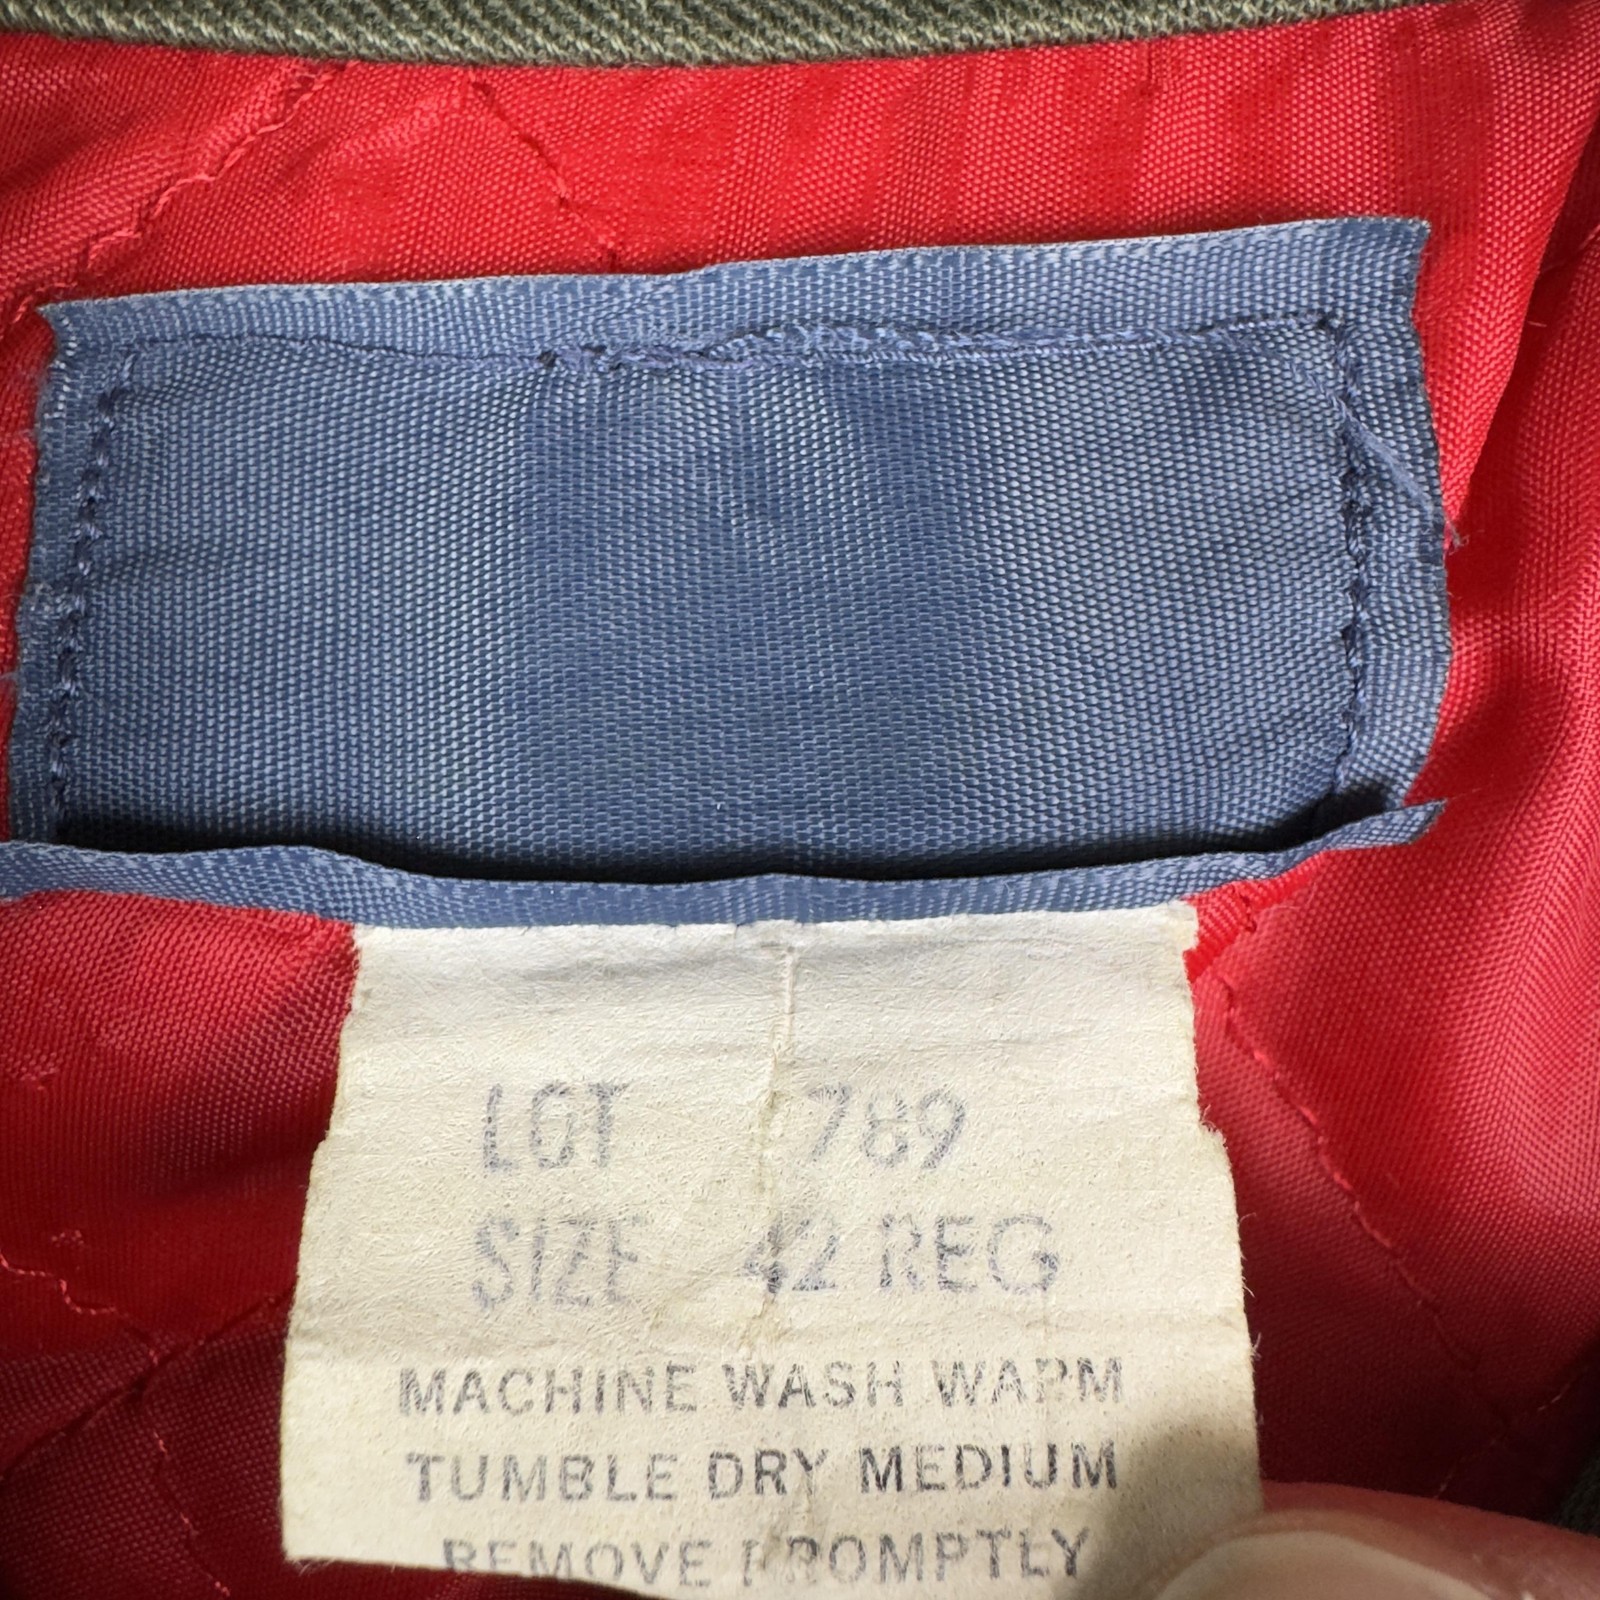 LOT 789
SIZE 42 REG
MACHINE WASH WARM
TUMBLE DRY MEDIUM
REMOVE PROMPTLY